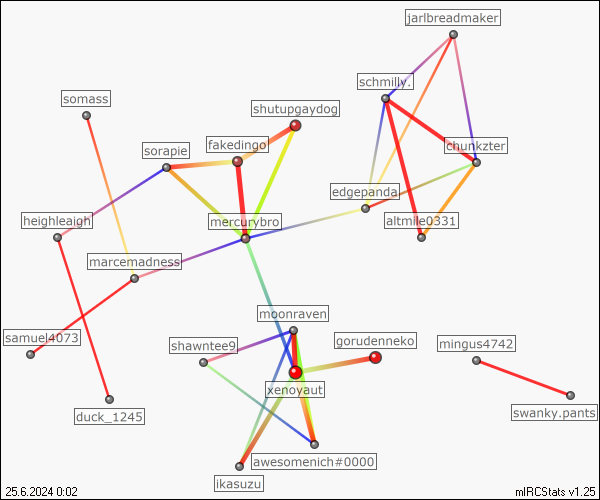 jarlbreadmaker
schmilly.
somass
shutupgaydog
fakedingo
sorapie
chunkzter
edgepanda
heighleaigh
mercurybro
altmile0331
marcemadness
moonraven
samuel4073
shawntee9
gorudenneko
mingus4742
xenoyaut
duck_1245
swanky.pants
awesomenich#0000
ikasuzu
25.6.2024 0:02
mIRCStats v1.25